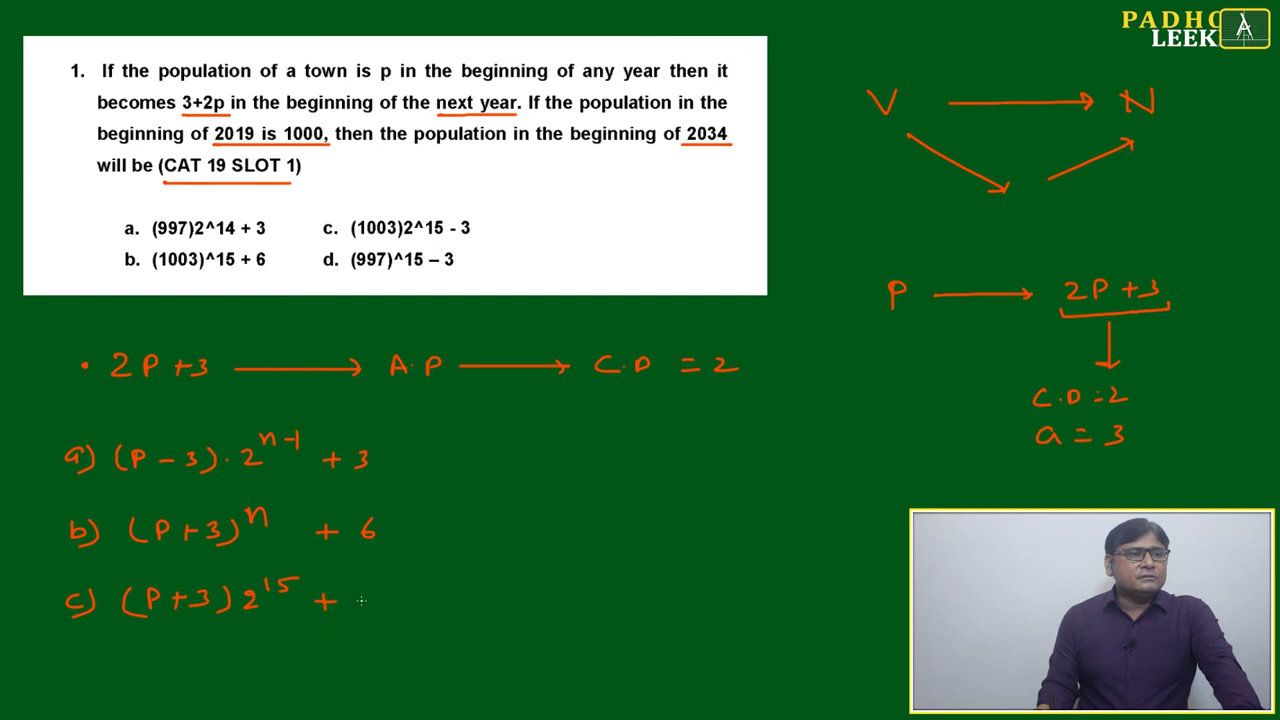 PADHO
LEEK
1. If the population of a town is p in the beginning of any year then it
becomes 3+2p in the beginning of the next year. If the population in the
beginning of 2019 is 1000, then the population in the beginning of 2034
will be (CAT 19 SLOT 1)
a. (997)2^14 + 3 c. (1003)2^15 - 3
b. (1003)^15 + 6 d. (997)^15 – 3
V → N
P → 2P+3
C.D = 2
a = 3
• 2P+3 → A.P → C.D = 2
a) (P-3)·2^{n-1} + 3
b) (P+3)^n + 6
c) (P+3) 2^{15} +